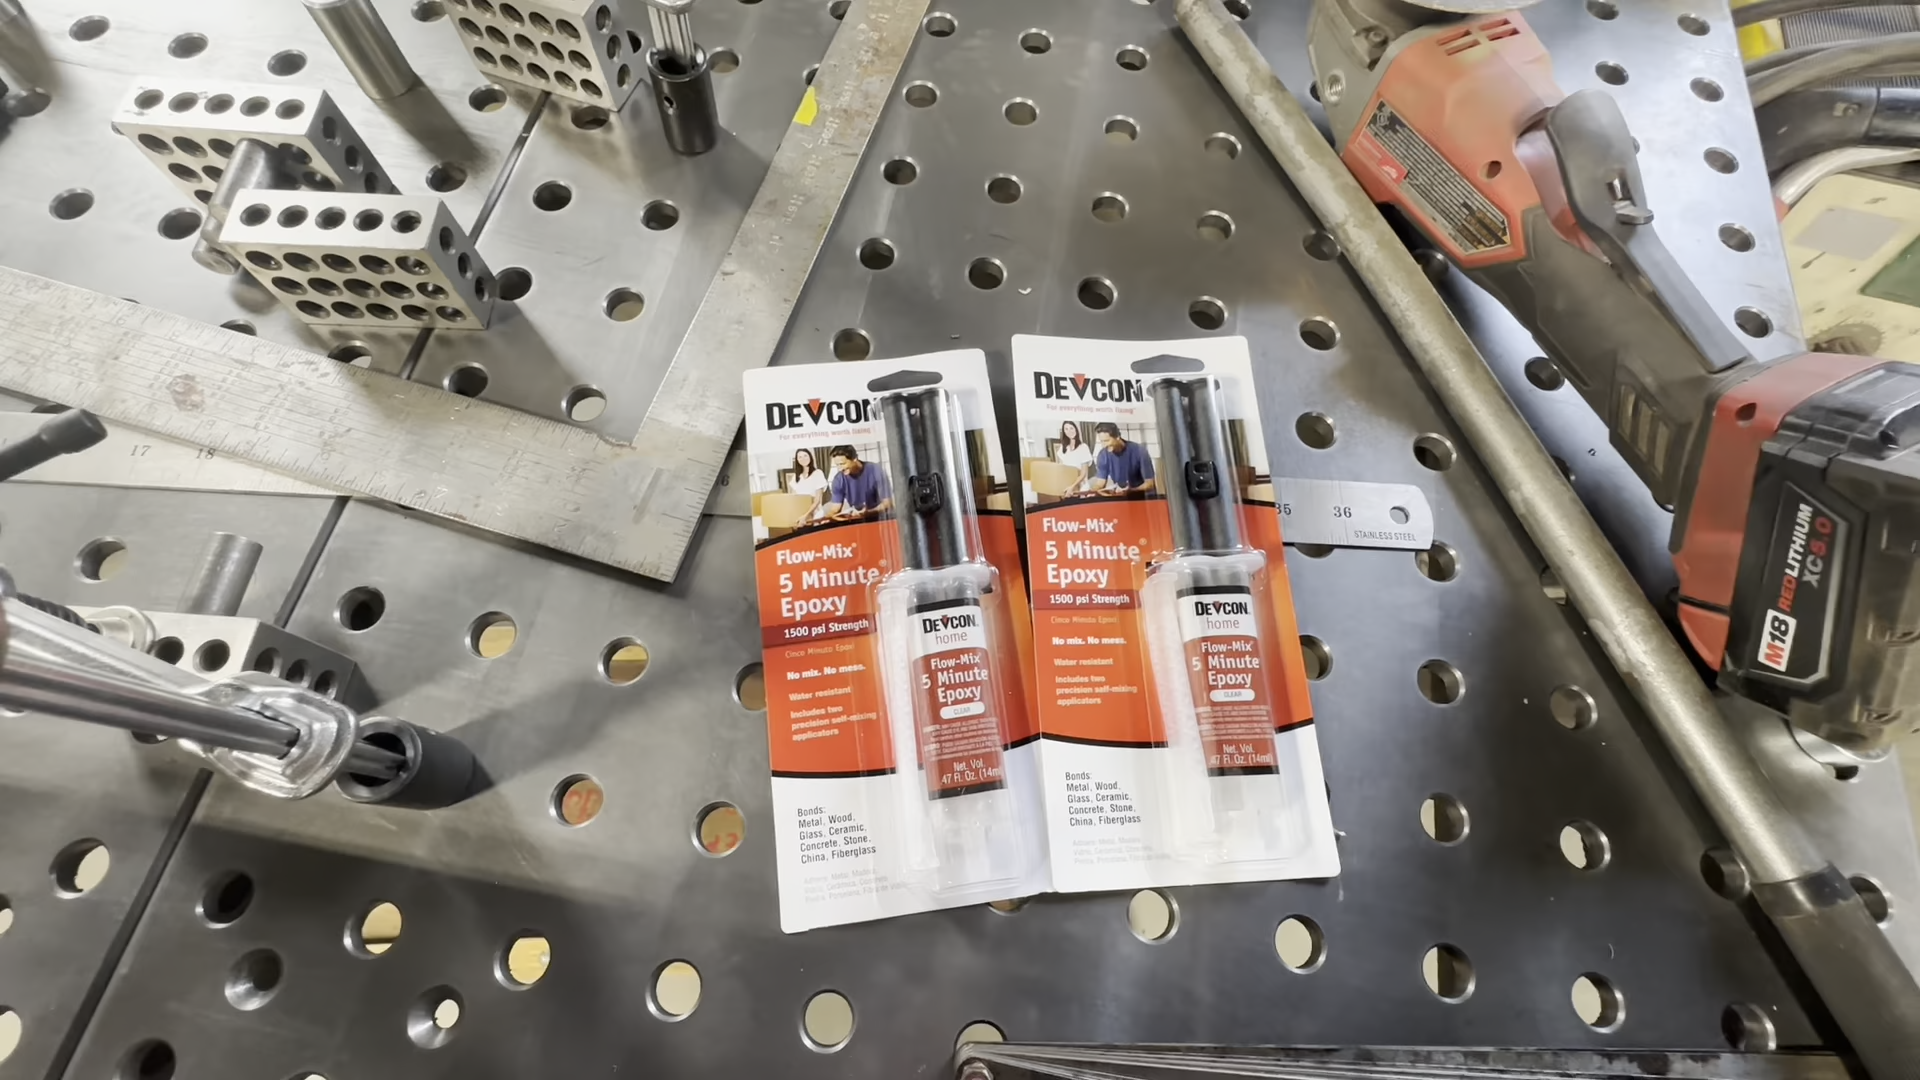 17 18
6
35 36
STAINLESS STEEL
M18
REDLITHIUM
XC5.0
DEVCON
For everything worth fixing
Flow-Mix®
5 Minute®
Epoxy
1500 psi Strength
Cinco Minuto Epoxi
No mix. No mess.
Water resistant
Includes two
precision self-mixing
applicators
Bonds:
Metal, Wood,
Glass, Ceramic,
Concrete, Stone,
China, Fiberglass
DEVCON
home
Flow-Mix®
5 Minute
Epoxy
CLEAR
Net. Vol.
.47 Fl. Oz. (14ml)
DEVCON
For everything worth fixing
Flow-Mix®
5 Minute®
Epoxy
1500 psi Strength
Cinco Minuto Epoxi
No mix. No mess.
Water resistant
Includes two
precision self-mixing
applicators
Bonds:
Metal, Wood,
Glass, Ceramic,
Concrete, Stone,
China, Fiberglass
DEVCON
home
Flow-Mix®
5 Minute
Epoxy
CLEAR
Net. Vol.
.47 Fl. Oz. (14ml)